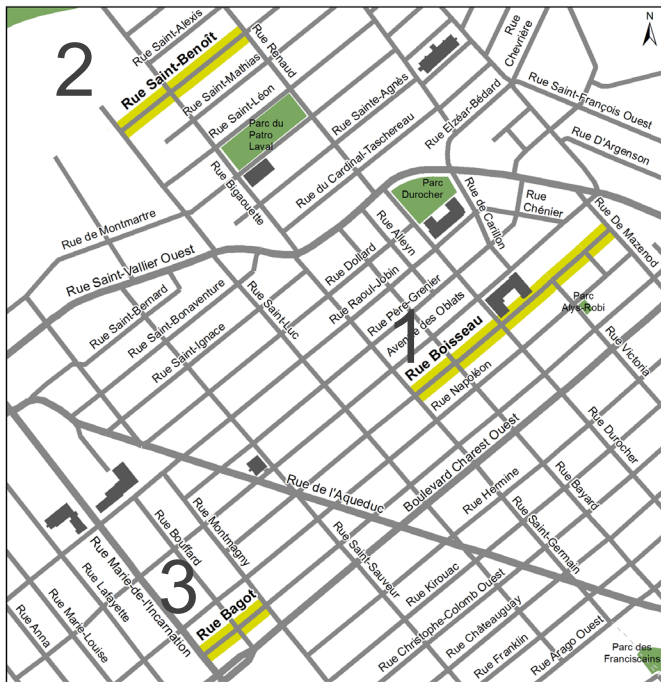 2
Rue Saint-Alexis
Rue Saint-Benoît
Rue Saint-Mathias
Rue Renaud
Rue Saint-Léon
Parc du
Patro
Laval
Rue Sainte-Agnès
Rue du Cardinal-Taschereau
Rue Elzéar-Bédard
Rue
Chevrière
N
Rue Saint-François Ouest
Rue D'Argenson
Rue Bigaouette
Rue de Montmartre
Rue Saint-Vallier Ouest
Parc
Durocher
Rue de Carillon
Rue
Chénier
Rue De Mazenod
Rue Alleyn
Rue Dollard
Rue Raoul-Jobin
Rue Père-Grenier
Avenue des Oblats
Rue Saint-Bernard
Rue Saint-Bonaventure
Rue Saint-Ignace
Rue Saint-Luc
1
Rue Boisseau
Rue Napoléon
Parc
Alys-Robi
Rue Victoria
Rue Durocher
Boulevard Charest Ouest
Rue de l'Aqueduc
Rue Hermine
Rue Bayard
Rue Saint-Germain
Rue Montmagny
Rue Bouffard
Rue Marie-de-l'Incarnation
3
Rue Bagot
Rue Lafayette
Rue Marie-Louise
Rue Anna
Rue Saint-Sauveur
Rue Kirouac
Rue Christophe-Colomb Ouest
Rue Châteauguay
Rue Franklin
Rue Arago Ouest
Parc des
Franciscains